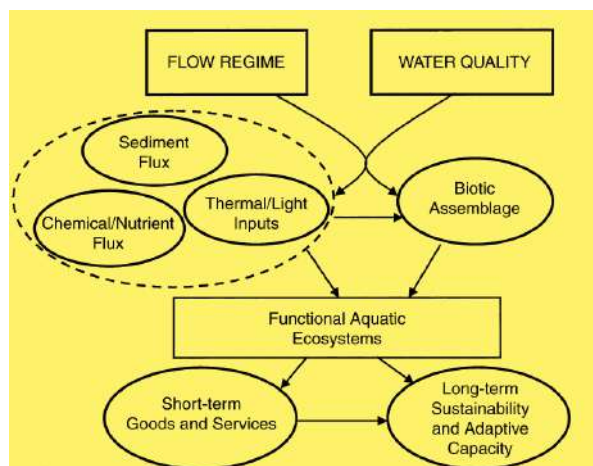 FLOW REGIME
WATER QUALITY
Sediment
Flux
Thermal/Light
Inputs
Chemical/Nutrient
Flux
Biotic
Assemblage
Functional Aquatic
Ecosystems
Short-term
Goods and Services
Long-term
Sustainability
and Adaptive
Capacity